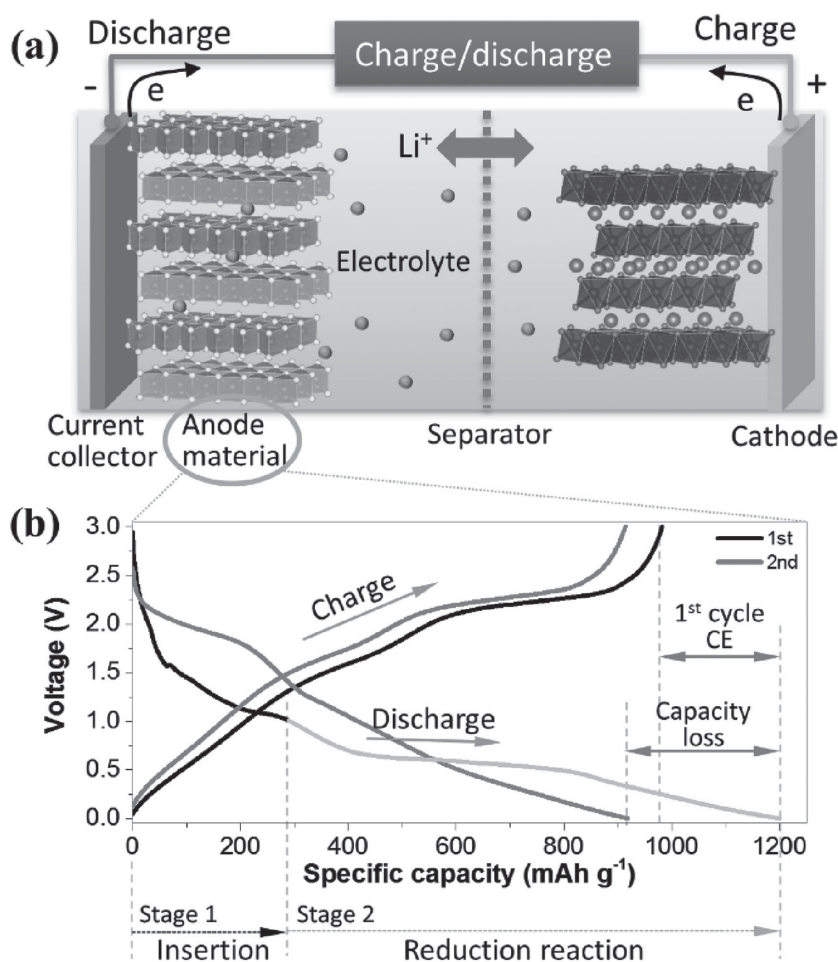 (a)
Discharge
Charge/discharge
Charge
-
e
e
+
Li⁺
Electrolyte
Current
collector
Anode
material
Separator
Cathode
(b)
3.0
2.5
2.0
1.5
1.0
0.5
0.0
Voltage (V)
1st
2nd
Charge
Discharge
1ˢᵗ cycle
CE
Capacity
loss
0 200 400 600 800 1000 1200
Specific capacity (mAh g⁻¹)
Stage 1
Stage 2
Insertion
Reduction reaction